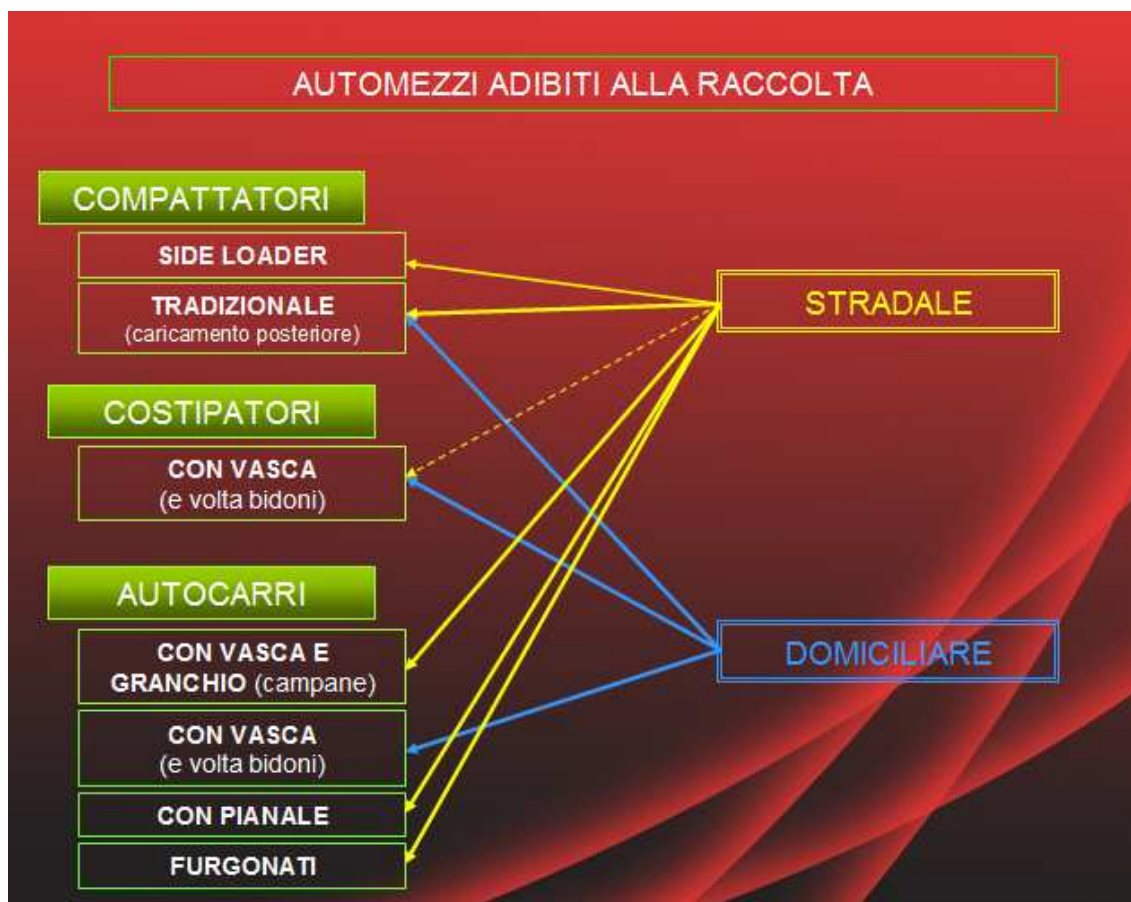 AUTOMEZZI ADIBITI ALLA RACCOLTA
COMPATTATORI
SIDE LOADER
TRADIZIONALE
(caricamento posteriore)
COSTIPATORI
CON VASCA
(e volta bidoni)
AUTOCARRI
CON VASCA E
GRANCHIO (campane)
CON VASCA
(e volta bidoni)
CON PIANALE
FURGONATI
STRADALE
DOMICILIARE